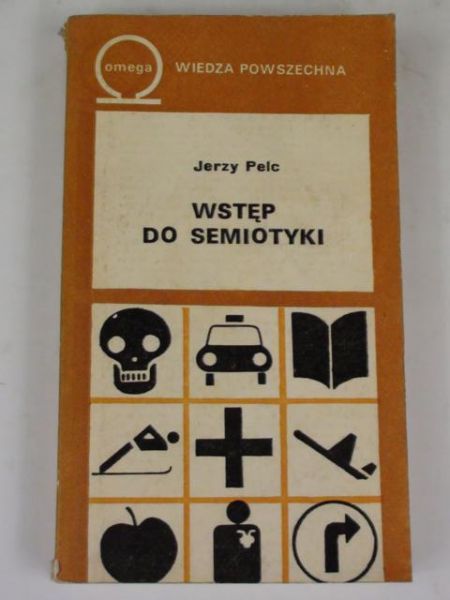 omega
WIEDZA POWSZECHNA
Jerzy Pelc
WSTĘP
DO SEMIOTYKI